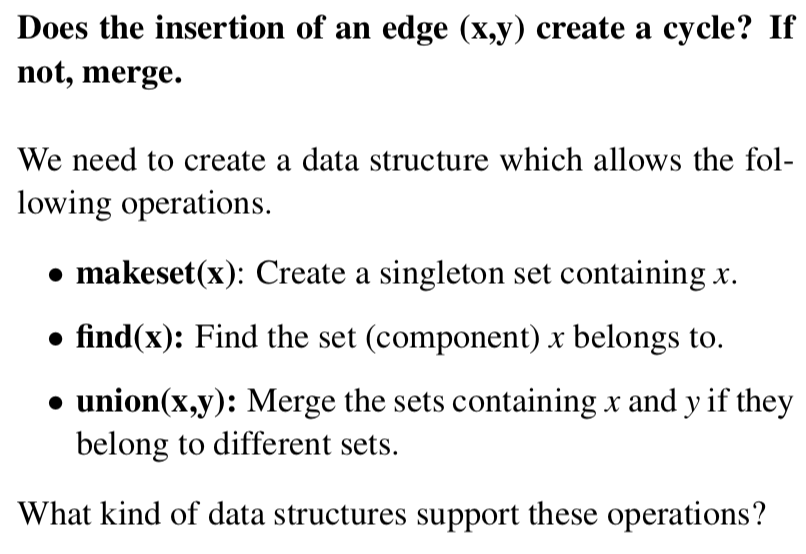 Does the insertion of an edge (x,y) create a cycle? If
not, merge.
We need to create a data structure which allows the fol-
lowing operations.
• makeset(x): Create a singleton set containing x.
• find(x): Find the set (component) x belongs to.
• union(x,y): Merge the sets containing x and y if they
belong to different sets.
What kind of data structures support these operations?